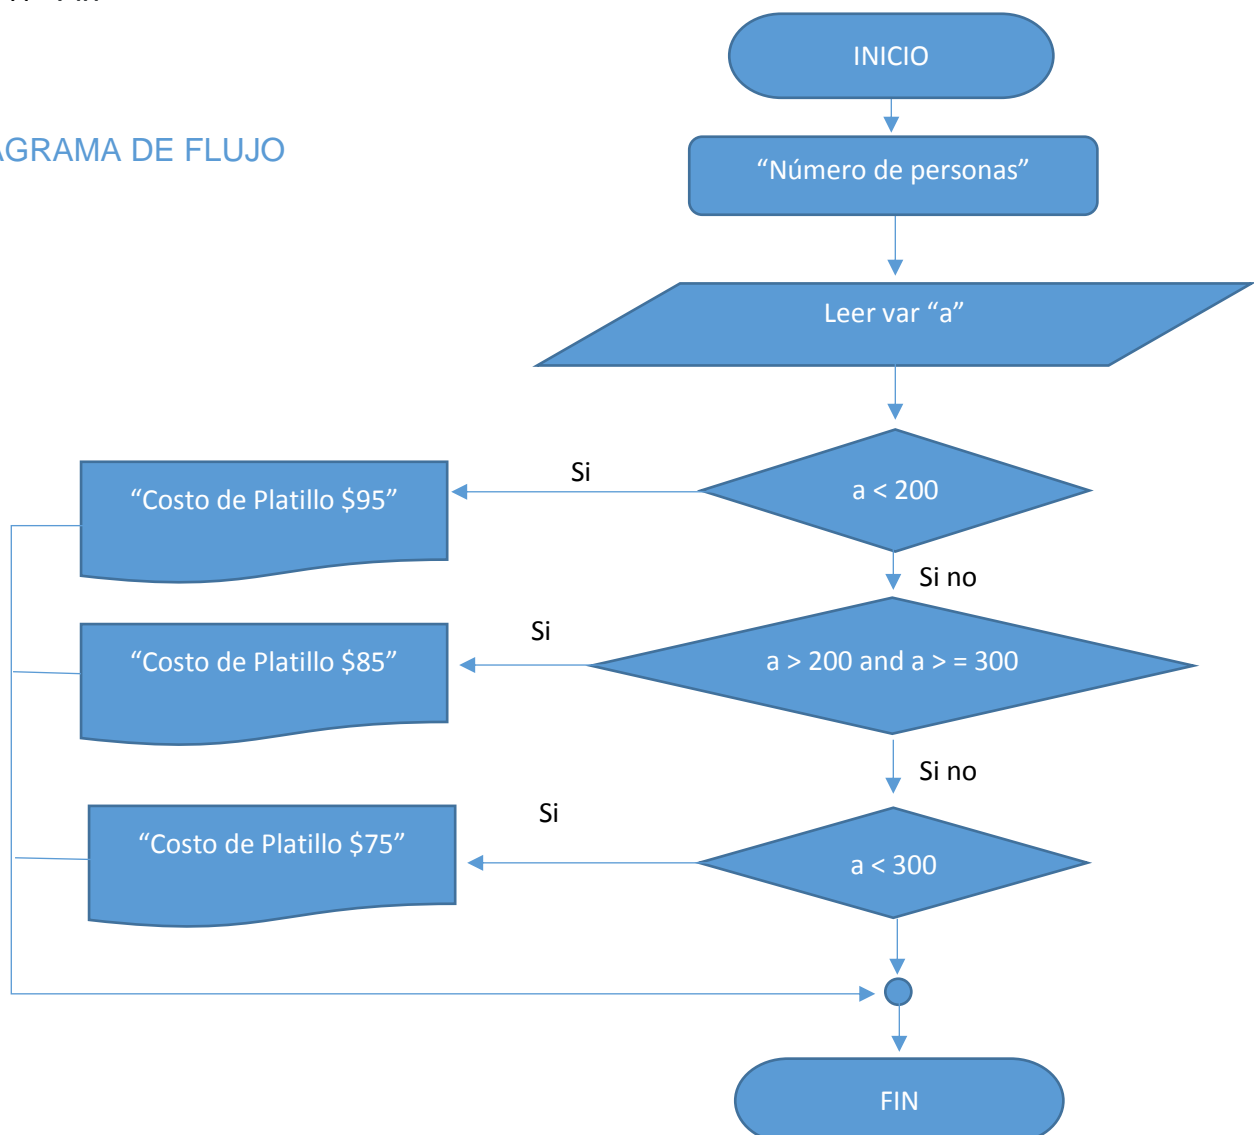 INICIO
AGRAMA DE FLUJO
“Número de personas”
Leer var “a”
Si
a < 200
“Costo de Platillo $95”
Si no
Si
a > 200 and a > = 300
“Costo de Platillo $85”
Si no
Si
a < 300
“Costo de Platillo $75”
FIN